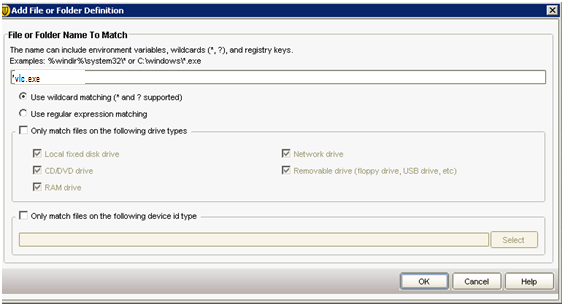 Add File or Folder Definition
File or Folder Name To Match
The name can include environment variables, wildcards (*, ?), and registry keys.
Examples: %windir%\system32\* or C:\windows\*.exe
*vlc.exe
Use wildcard matching (* and ? supported)
Use regular expression matching
Only match files on the following drive types
Local fixed disk drive
Network drive
CD/DVD drive
Removable drive (floppy drive, USB drive, etc)
RAM drive
Only match files on the following device id type
Select
OK
Cancel
Help